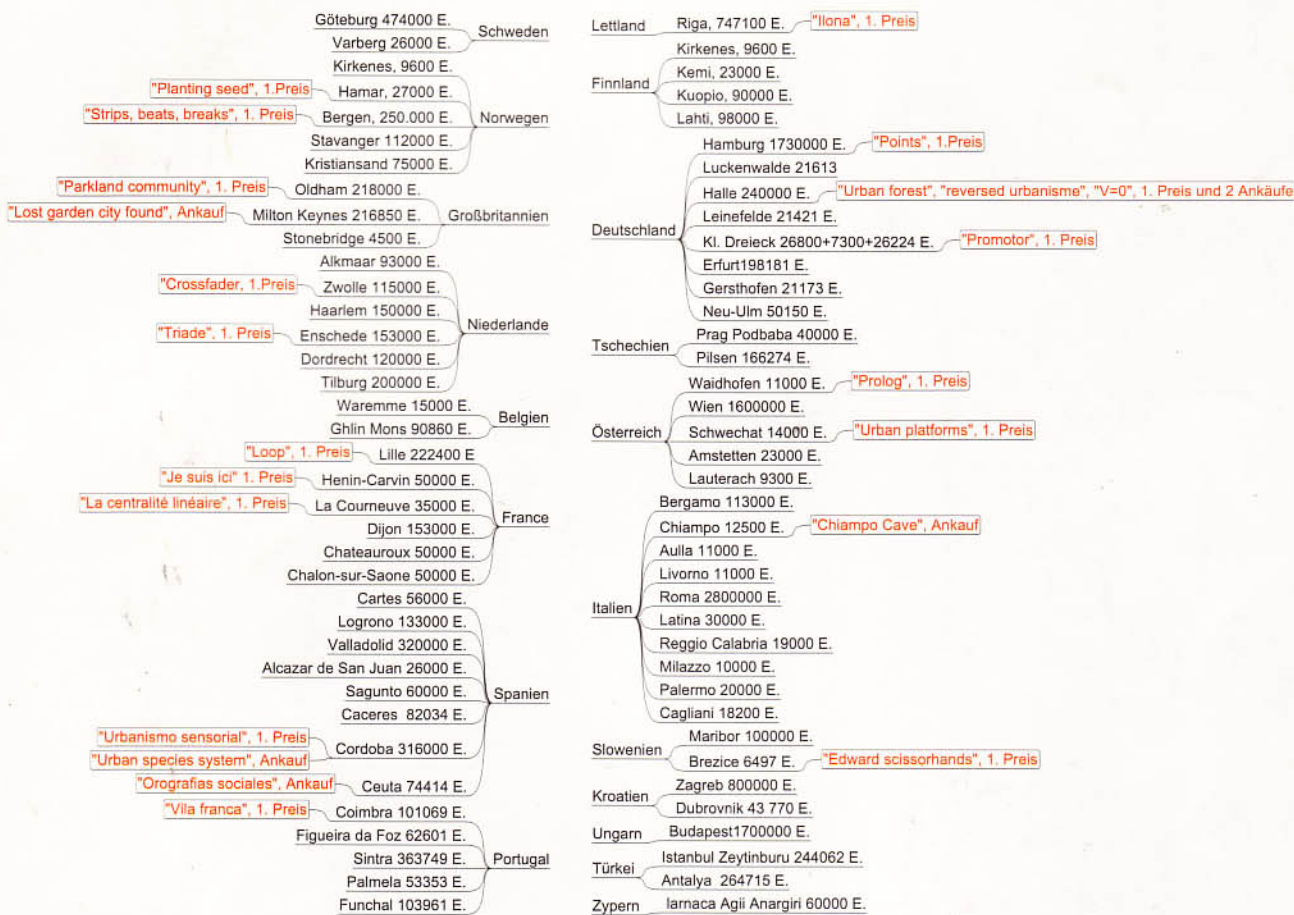 Göteburg 474000 E.
Varberg 26000 E.
Schweden
Kirkenes, 9600 E.
"Planting seed", 1.Preis
Hamar, 27000 E.
"Strips, beats, breaks", 1. Preis
Bergen, 250.000 E.
Norwegen
Stavanger 112000 E.
Kristiansand 75000 E.
"Parkland community", 1. Preis
Oldham 218000 E.
"Lost garden city found", Ankauf
Milton Keynes 216850 E.
Großbritannien
Stonebridge 4500 E.
Alkmaar 93000 E.
"Crossfader, 1.Preis
Zwolle 115000 E.
Haarlem 150000 E.
Niederlande
"Triade", 1. Preis
Enschede 153000 E.
Dordrecht 120000 E.
Tilburg 200000 E.
Waremme 15000 E.
Belgien
Ghlin Mons 90860 E.
"Loop", 1. Preis
Lille 222400 E
"Je suis ici" 1. Preis
Henin-Carvin 50000 E.
"La centralité linéaire", 1. Preis
La Courneuve 35000 E.
France
Dijon 153000 E.
Chateauroux 50000 E.
Chalon-sur-Saone 50000 E.
Cartes 56000 E.
Logrono 133000 E.
Valladolid 320000 E.
Alcazar de San Juan 26000 E.
Sagunto 60000 E.
Spanien
Caceres 82034 E.
"Urbanismo sensorial", 1. Preis
"Urban species system", Ankauf
Cordoba 316000 E.
"Orografias sociales", Ankauf
Ceuta 74414 E.
"Vila franca", 1. Preis
Coimbra 101069 E.
Figueira da Foz 62601 E.
Sintra 363749 E.
Portugal
Palmela 53353 E.
Funchal 103961 E.
Lettland
Riga, 747100 E.
"Ilona", 1. Preis
Kirkenes, 9600 E.
Finnland
Kemi, 23000 E.
Kuopio, 90000 E.
Lahti, 98000 E.
Hamburg 1730000 E.
"Points", 1.Preis
Luckenwalde 21613
Halle 240000 E.
"Urban forest", "reversed urbanisme", "V=0", 1. Preis und 2 Ankäufe
Leinefelde 21421 E.
Deutschland
Kl. Dreieck 26800+7300+26224 E.
"Promotor", 1. Preis
Erfurt198181 E.
Gersthofen 21173 E.
Neu-Ulm 50150 E.
Prag Podbaba 40000 E.
Tschechien
Pilsen 166274 E.
Waidhofen 11000 E.
"Prolog", 1. Preis
Wien 1600000 E.
Österreich
Schwechat 14000 E.
"Urban platforms", 1. Preis
Amstetten 23000 E.
Lauterach 9300 E.
Bergamo 113000 E.
Chiampo 12500 E.
"Chiampo Cave", Ankauf
Aulla 11000 E.
Livorno 11000 E.
Italien
Roma 2800000 E.
Latina 30000 E.
Reggio Calabria 19000 E.
Milazzo 10000 E.
Palermo 20000 E.
Cagliani 18200 E.
Maribor 100000 E.
Slowenien
Brezice 6497 E.
"Edward scissorhands", 1. Preis
Zagreb 800000 E.
Kroatien
Dubrovnik 43 770 E.
Ungarn
Budapest1700000 E.
Istanbul Zeytinburu 244062 E.
Türkei
Antalya 264715 E.
Zypern
larnaca Agii Anargiri 60000 E.